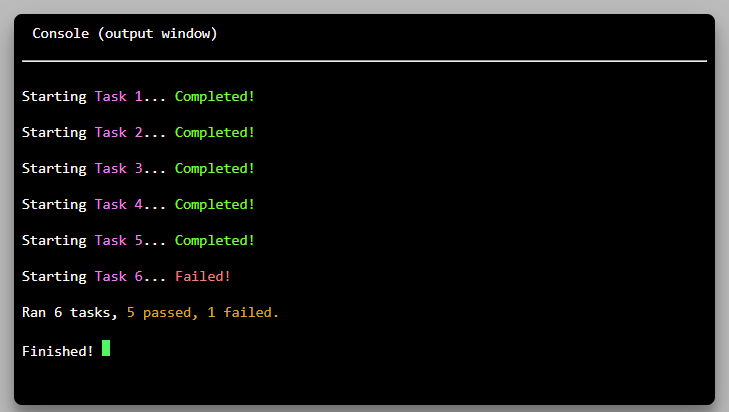 Console (output window)
Starting Task 1... Completed!
Starting Task 2... Completed!
Starting Task 3... Completed!
Starting Task 4... Completed!
Starting Task 5... Completed!
Starting Task 6... Failed!
Ran 6 tasks, 5 passed, 1 failed.
Finished!